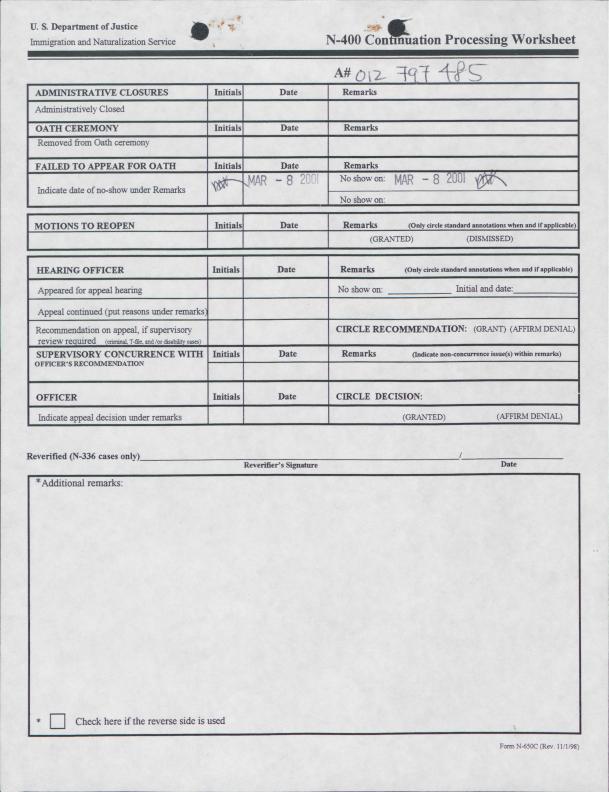 U. S. Department of Justice
Immigration and Naturalization Service
N-400 Continuation Processing Worksheet
A# 012 797 485
ADMINISTRATIVE CLOSURES Initials Date Remarks
Administratively Closed
OATH CEREMONY Initials Date Remarks
Removed from Oath ceremony
FAILED TO APPEAR FOR OATH Initials Date Remarks
Indicate date of no-show under Remarks MAR - 8 2001 No show on: MAR - 8 2001
No show on:
MOTIONS TO REOPEN Initials Date Remarks (Only circle standard annotations when and if applicable)
(GRANTED) (DISMISSED)
HEARING OFFICER Initials Date Remarks (Only circle standard annotations when and if applicable)
Appeared for appeal hearing No show on: Initial and date:
Appeal continued (put reasons under remarks)
Recommendation on appeal, if supervisory CIRCLE RECOMMENDATION: (GRANT) (AFFIRM DENIAL)
review required (criminal, T-file, and /or disability cases)
SUPERVISORY CONCURRENCE WITH Initials Date Remarks (Indicate non-concurrence issue(s) within remarks)
OFFICER'S RECOMMENDATION
OFFICER Initials Date CIRCLE DECISION:
Indicate appeal decision under remarks (GRANTED) (AFFIRM DENIAL)
Reverified (N-336 cases only) /
Reverifier's Signature Date
*Additional remarks:
* Check here if the reverse side is used
Form N-650C (Rev. 11/1/98)